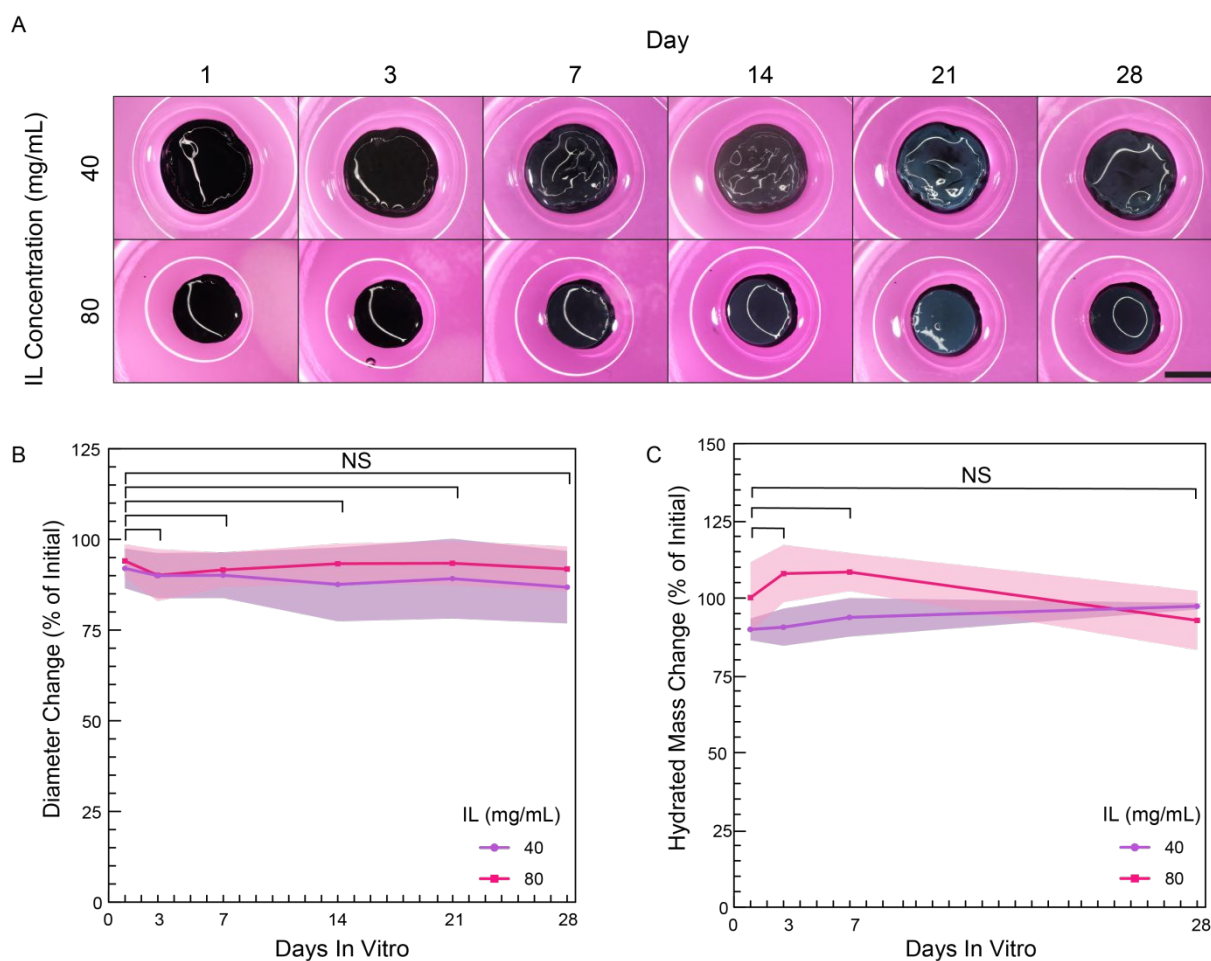 A
Day
1 3 7 14 21 28
IL Concentration (mg/mL)
40
80
B
Diameter Change (% of Initial)
125
100
75
50
25
0
NS
IL (mg/mL)
40
80
0 3 7 14 21 28
Days In Vitro
C
Hydrated Mass Change (% of Initial)
150
125
100
75
50
25
0
NS
IL (mg/mL)
40
80
0 3 7 28
Days In Vitro